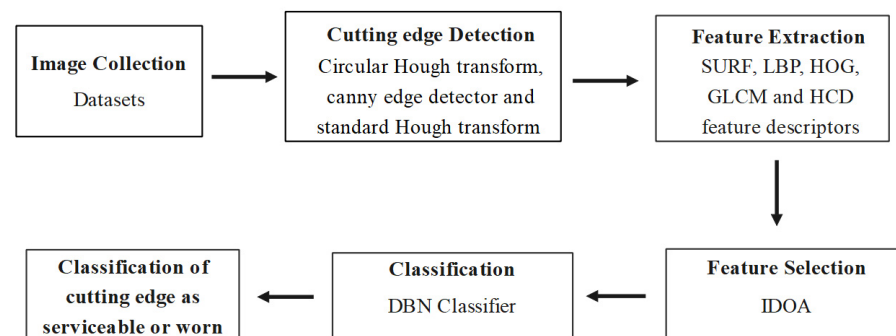 Image Collection
Datasets
Cutting edge Detection
Circular Hough transform,
canny edge detector and
standard Hough transform
Feature Extraction
SURF, LBP, HOG,
GLCM and HCD
feature descriptors
Feature Selection
IDOA
Classification
DBN Classifier
Classification of
cutting edge as
serviceable or worn